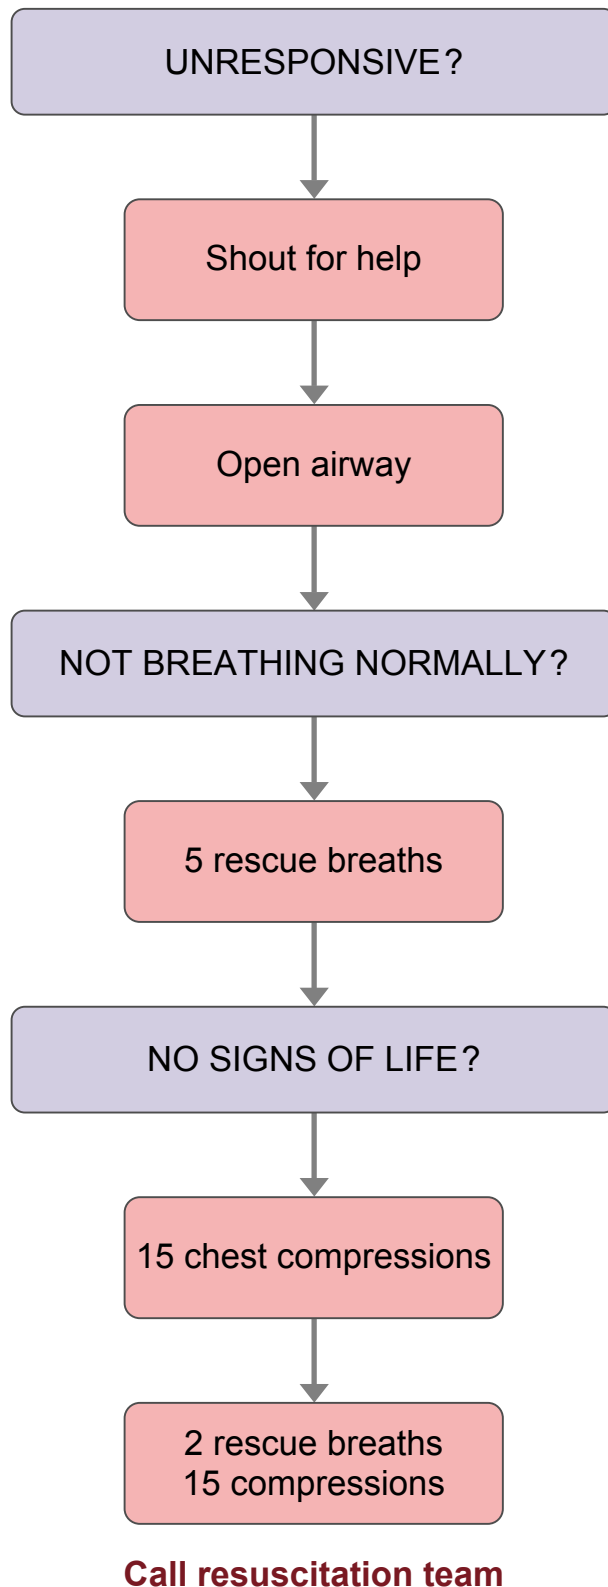 UNRESPONSIVE?
Shout for help
Open airway
NOT BREATHING NORMALLY?
5 rescue breaths
NO SIGNS OF LIFE?
15 chest compressions
2 rescue breaths
15 compressions
Call resuscitation team